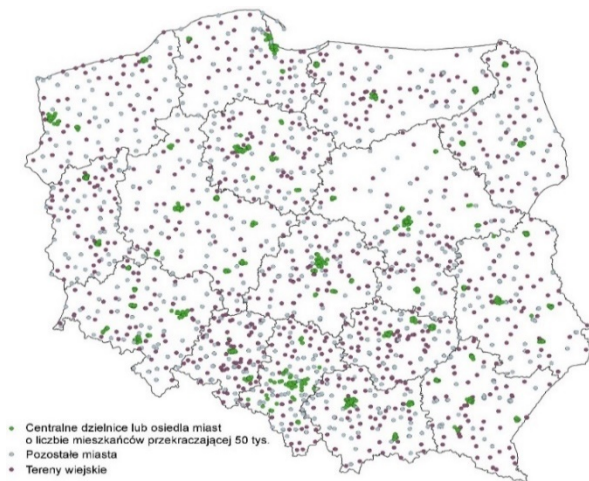 Centralne dzielnice lub osiedla miast
o liczbie mieszkańców przekraczającej 50 tys.
Pozostałe miasta
Tereny wiejskie